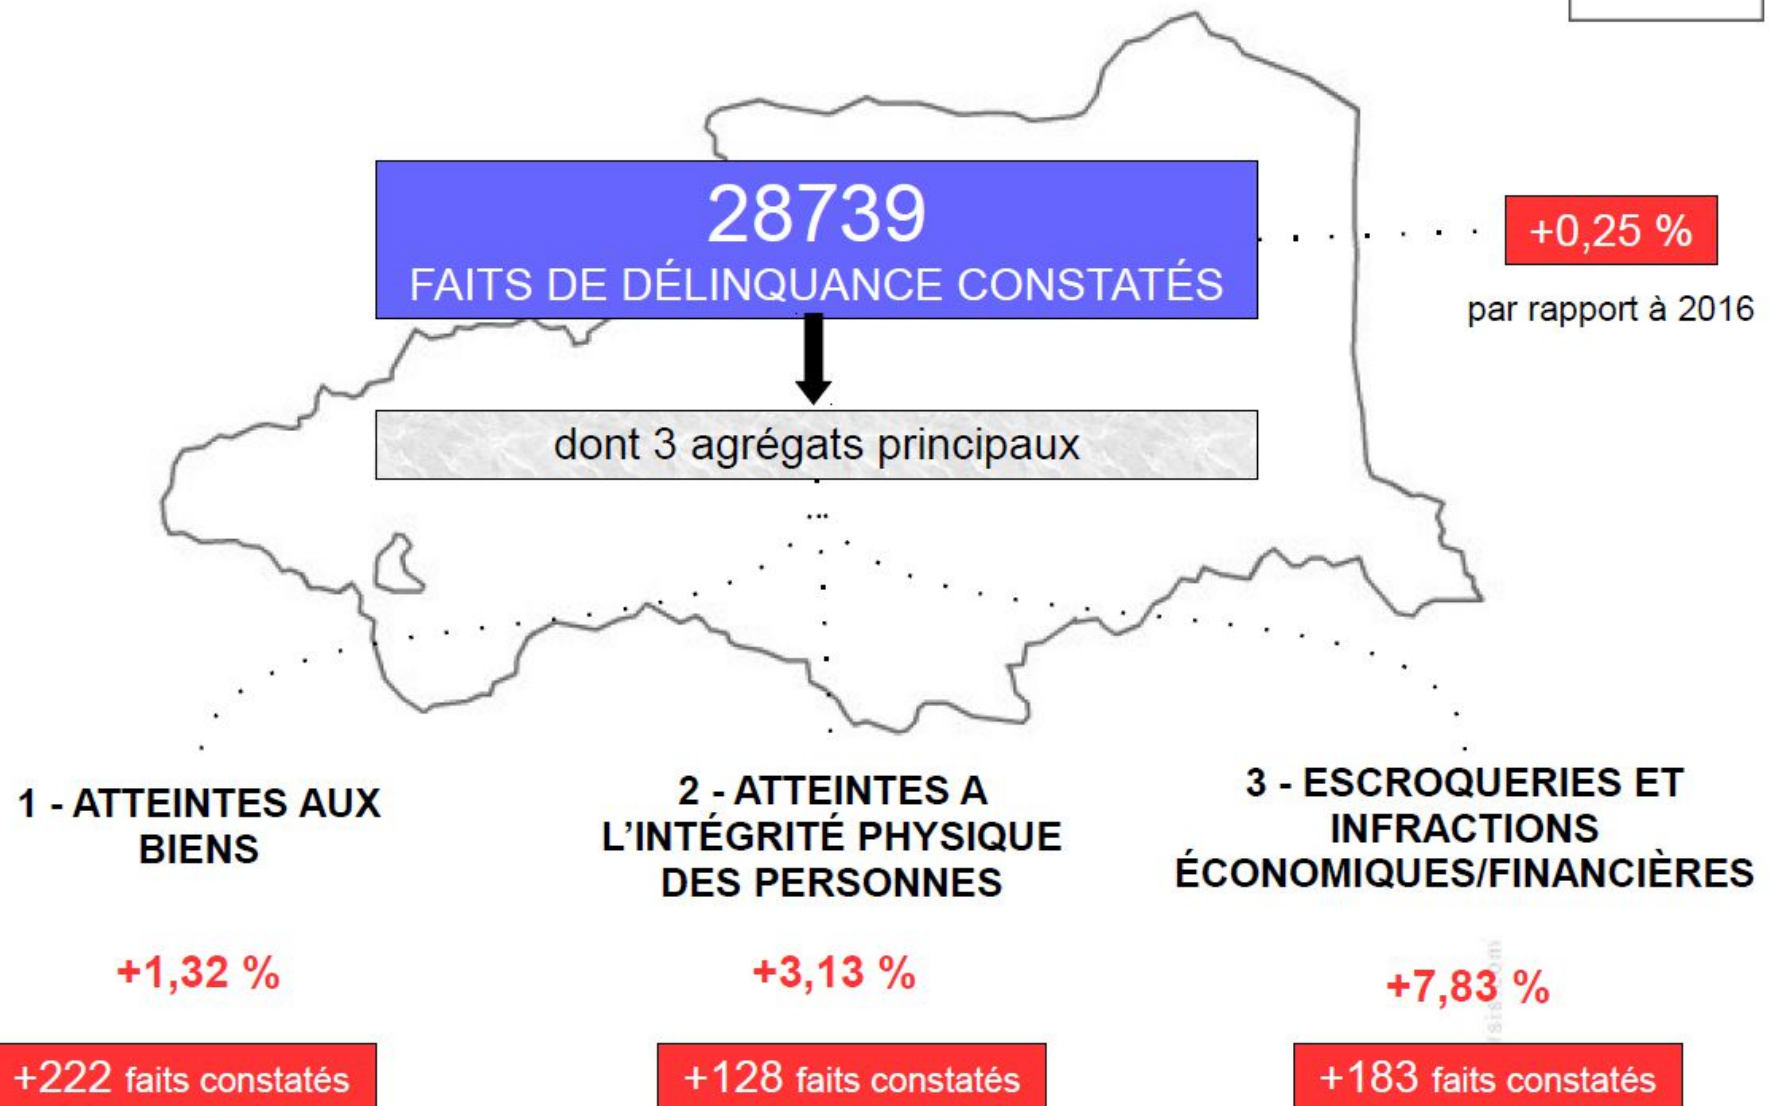 28739
FAITS DE DÉLINQUANCE CONSTATÉS
+0,25 %
par rapport à 2016
dont 3 agrégats principaux
1 - ATTEINTES AUX
BIENS
+1,32 %
+222 faits constatés
2 - ATTEINTES A
L’INTÉGRITÉ PHYSIQUE
DES PERSONNES
+3,13 %
+128 faits constatés
3 - ESCROQUERIES ET
INFRACTIONS
ÉCONOMIQUES/FINANCIÈRES
+7,83 %
+183 faits constatés